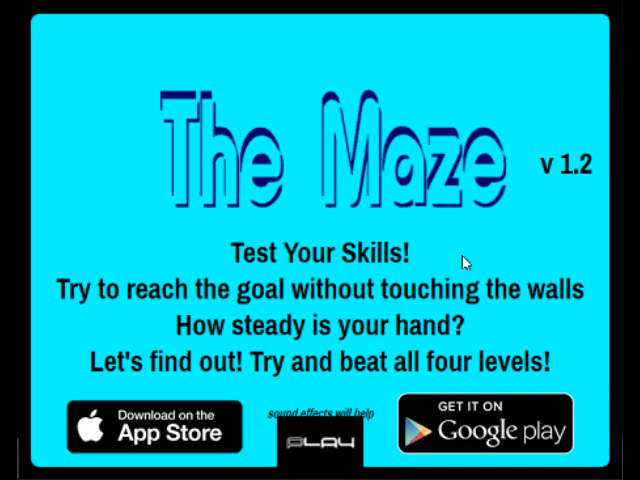 The Maze
v 1.2
Test Your Skills!
Try to reach the goal without touching the walls
How steady is your hand?
Let's find out! Try and beat all four levels!
sound effects will help
Download on the
App Store
PLAY
GET IT ON
Google play